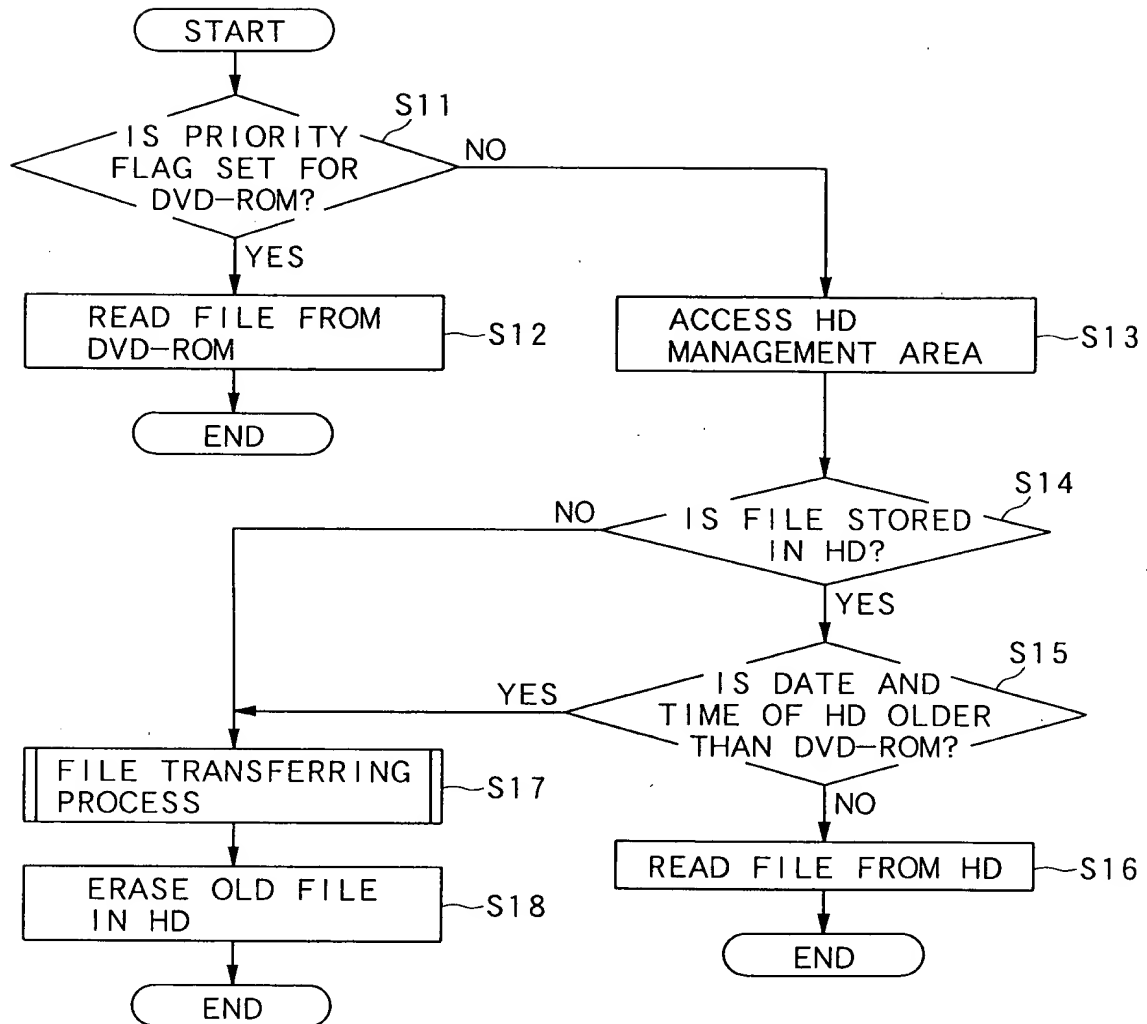 START
S11
IS PRIORITY
FLAG SET FOR
DVD-ROM?
NO
YES
READ FILE FROM
DVD-ROM
S12
END
ACCESS HD
MANAGEMENT AREA
S13
S14
IS FILE STORED
IN HD?
NO
YES
S15
IS DATE AND
TIME OF HD OLDER
THAN DVD-ROM?
YES
NO
FILE TRANSFERRING
PROCESS
S17
READ FILE FROM HD
S16
ERASE OLD FILE
IN HD
S18
END
END